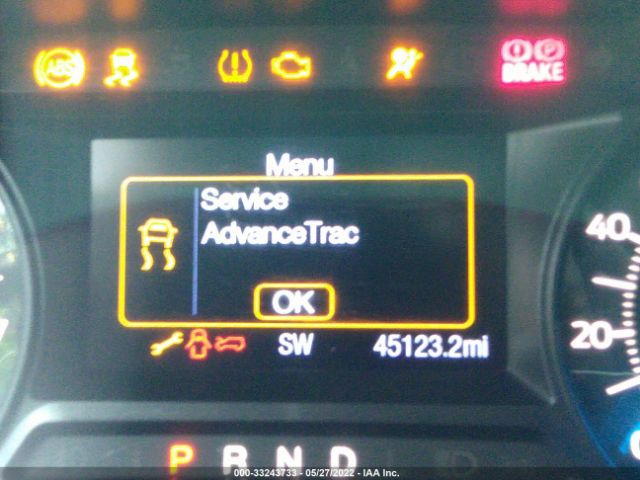 ABS
BRAKE
Menu
Service
AdvanceTrac
OK
SW 45123.2mi
40
20
P R N D
000-33243733 - 05/27/2022 - IAA Inc.